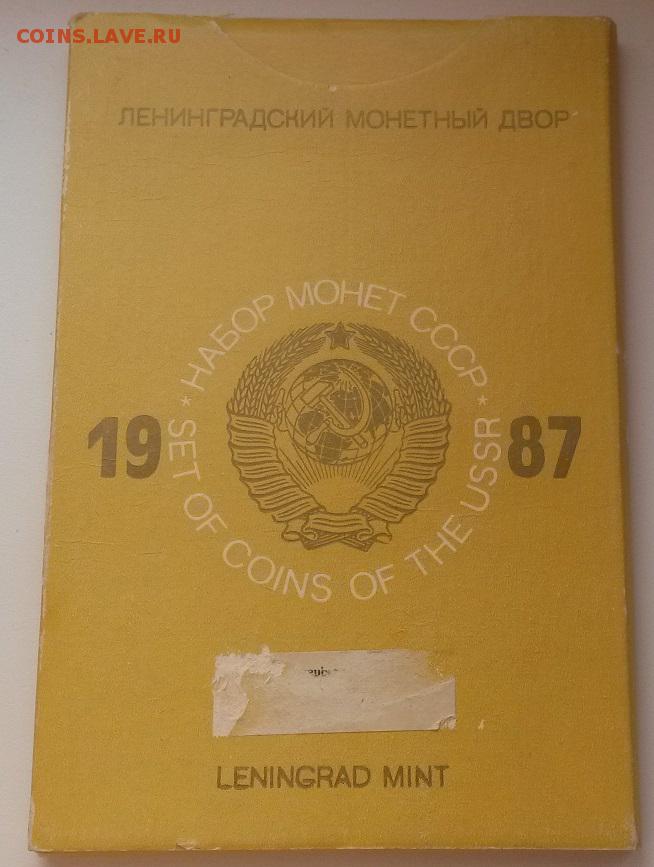 COINS.LAVE.RU
ЛЕНИНГРАДСКИЙ МОНЕТНЫЙ ДВОР
* НАБОР МОНЕТ СССР *
19 87
SET OF COINS OF THE USSR
LENINGRAD MINT